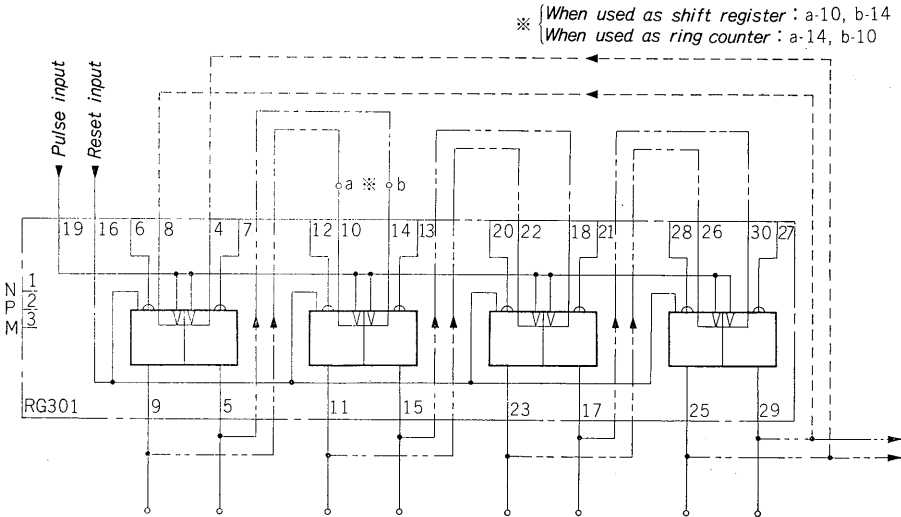 ※ When used as shift register : a-10, b-14
When used as ring counter : a-14, b-10
Pulse input
Reset input
a ※ b
19 16 6 8 4 7 12 10 14 13 20 22 18 21 28 26 30 27
N 1
P 2
M 3
RG301 9 5 11 15 23 17 25 29